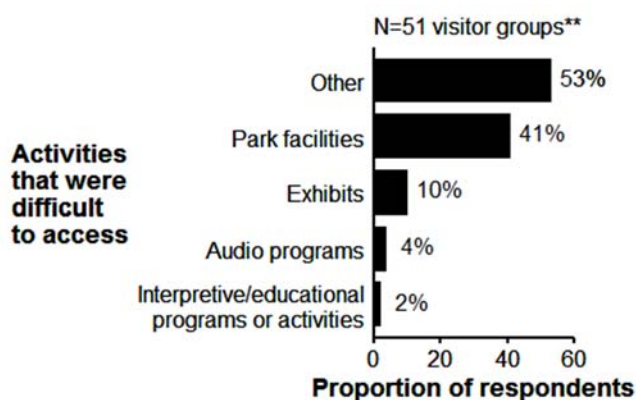 N=51 visitor groups**
Other
53%
Park facilities
41%
Activities
that were
difficult
to access
Exhibits
10%
Audio programs
4%
Interpretive/educational
programs or activities
2%
0
20
40
60
Proportion of respondents